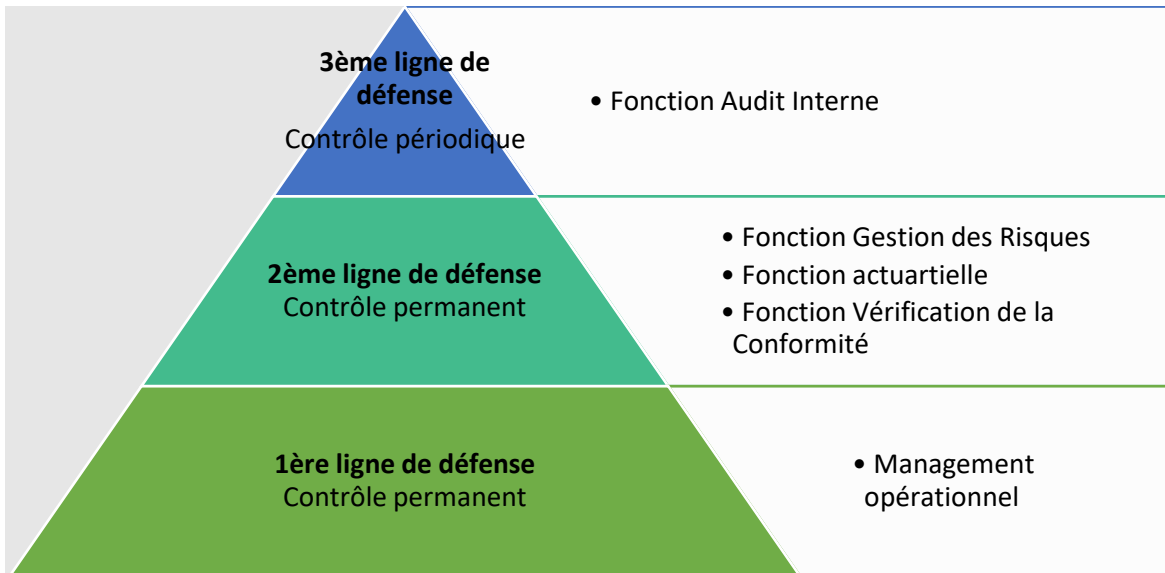 3ème ligne de
défense
Contrôle périodique
• Fonction Audit Interne
2ème ligne de défense
Contrôle permanent
• Fonction Gestion des Risques
• Fonction actuartielle
• Fonction Vérification de la
Conformité
1ère ligne de défense
Contrôle permanent
• Management
opérationnel